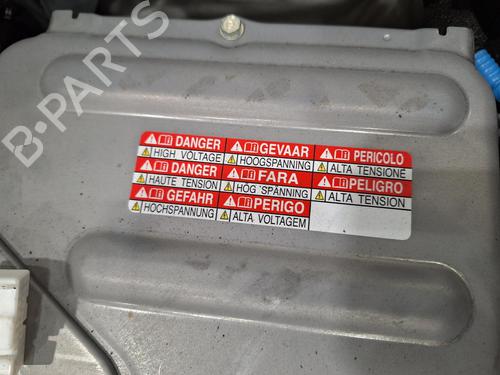 B-PARTS
DANGER GEVAAR PERICOLO
HIGH VOLTAGE HOOGSPANNING ALTA TENSIONE
DANGER FARA PELIGRO
HAUTE TENSION HÖG SPANNING ALTA TENSION
GEFAHR PERIGO
HOCHSPANNUNG ALTA VOLTAGEM